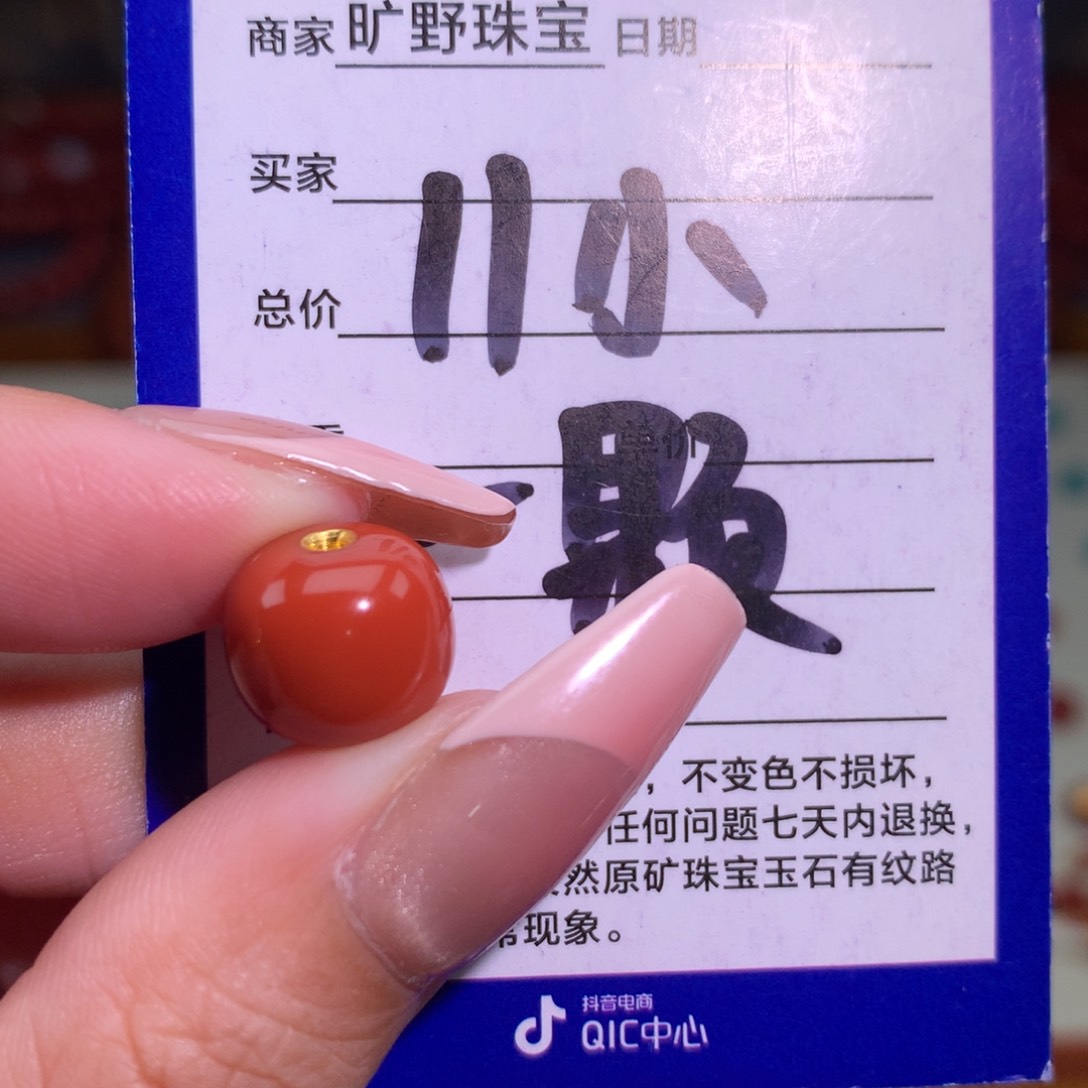 商家 旷野珠宝 日期
买家
川小
总价
单价
颗
，不变色不损坏，
任何问题七天内退换，
然原矿珠宝玉石有纹路
常现象。
抖音电商
QIC中心